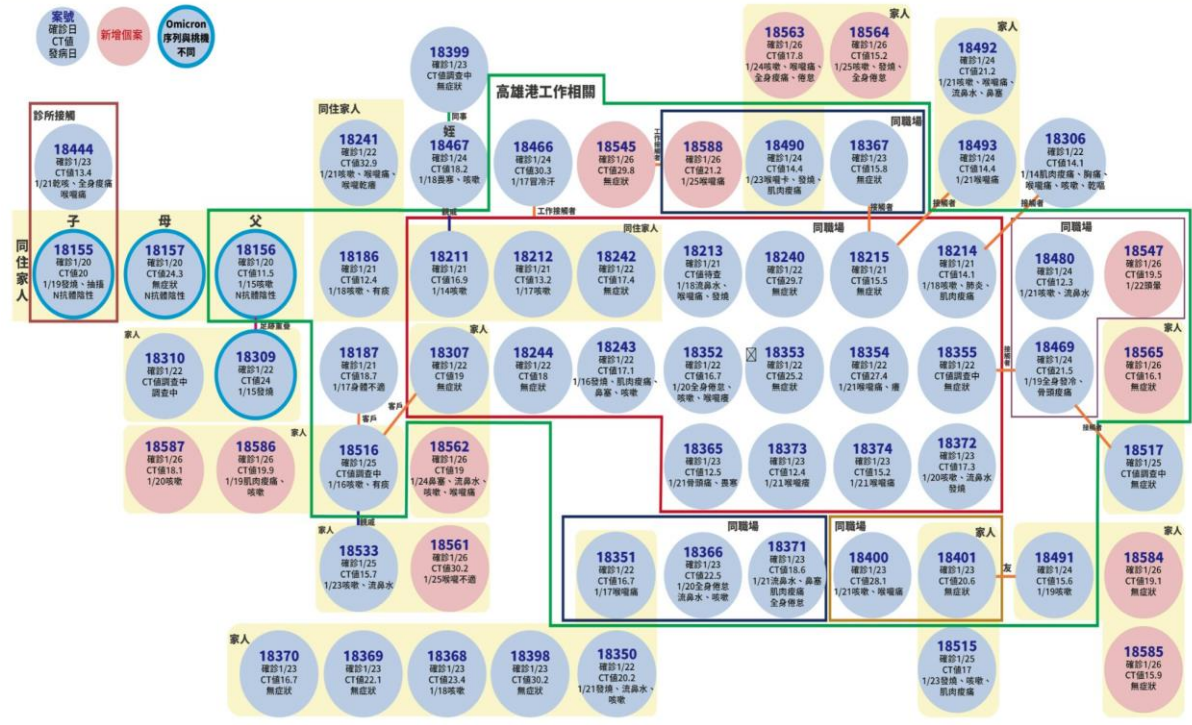 案號
確診日
CT值
發病日
新增個案
Omicron
序列與桃機
不同
18399
確診1/23
CT值調查中
無症狀
同事
高雄港工作相關
家人
18563
確診1/26
CT值17.8
1/24咳嗽、喉嚨痛、
全身痠痛、倦怠
18564
確診1/26
CT值15.2
1/25咳嗽、發燒、
全身倦怠
家人
18492
確診1/24
CT值21.2
1/21咳嗽、喉嚨痛、
流鼻水、鼻塞
診所接觸
18444
確診1/23
CT值13.4
1/21乾咳、全身痠痛
喉嚨痛
同住家人
18241
確診1/22
CT值32.9
1/21咳嗽、喉嚨痛、
喉嚨乾癢
姪
18467
確診1/24
CT值18.2
1/18畏寒、咳嗽
親戚
18466
確診1/24
CT值30.3
1/17冒冷汗
工作接觸者
18545
確診1/26
CT值29.8
無症狀
工作接觸者
18588
確診1/26
CT值21.2
1/25喉嚨痛
同職場
18490
確診1/24
CT值14.4
1/23喉嚨卡、發燒、
肌肉痠痛
18367
確診1/23
CT值15.8
無症狀
接觸者
18493
確診1/24
CT值14.4
1/21喉嚨痛
接觸者
18306
確診1/22
CT值14.1
1/14肌肉痠痛、胸痛、
喉嚨痛、咳嗽、乾嘔
接觸者
同住家人
子
18155
確診1/20
CT值20
1/19發燒、抽搐
N抗體陰性
母
18157
確診1/20
CT值24.3
無症狀
N抗體陰性
父
18156
確診1/20
CT值11.5
1/15咳嗽
N抗體陰性
足跡重疊
18186
確診1/21
CT值12.4
1/18咳嗽、有痰
同住家人
18211
確診1/21
CT值16.9
1/14咳嗽
18212
確診1/21
CT值13.2
1/17咳嗽
18242
確診1/22
CT值17.4
無症狀
同職場
18213
確診1/21
CT值待查
1/18流鼻水、
喉嚨痛、發燒
18240
確診1/22
CT值29.7
無症狀
18215
確診1/21
CT值15.5
無症狀
18214
確診1/21
CT值14.1
1/18咳嗽、肺炎、
肌肉痠痛
同職場
18480
確診1/24
CT值12.3
1/21咳嗽、流鼻水
18547
確診1/26
CT值19.5
1/22頭暈
家人
18310
確診1/22
CT值調查中
調查中
18309
確診1/22
CT值24
1/15發燒
18187
確診1/21
CT值18.7
1/17身體不適
客戶
家人
18307
確診1/22
CT值19
無症狀
客戶
18244
確診1/22
CT值18
無症狀
18243
確診1/22
CT值17.1
1/16發燒、肌肉痠痛、
鼻塞、咳嗽
18352
確診1/22
CT值16.7
1/20全身倦怠、
咳嗽、喉嚨癢
18353
確診1/22
CT值25.2
無症狀
18354
確診1/22
CT值27.4
1/21喉嚨痛、癢
18355
確診1/22
CT值調查中
無症狀
接觸者
18469
確診1/24
CT值21.5
1/19全身發冷、
骨頭痠痛
接觸者
家人
18565
確診1/26
CT值16.1
無症狀
18587
確診1/26
CT值18.1
1/20咳嗽
家人
18586
確診1/26
CT值19.9
1/19肌肉痠痛、
咳嗽
18516
確診1/25
CT值調查中
1/16咳嗽、有痰
親戚
18562
確診1/26
CT值19
1/24鼻塞、流鼻水、
咳嗽、喉嚨痛
18365
確診1/23
CT值12.5
1/21骨頭痛、畏寒
18373
確診1/23
CT值12.4
1/21喉嚨癢
18374
確診1/23
CT值15.2
1/21喉嚨痛
18372
確診1/23
CT值17.3
1/20咳嗽、流鼻水
發燒
18517
確診1/25
CT值調查中
無症狀
18533
確診1/25
CT值15.7
1/23咳嗽、流鼻水
家人
18561
確診1/26
CT值30.2
1/25喉嚨不適
同職場
18351
確診1/22
CT值16.7
1/17喉嚨痛
18366
確診1/23
CT值22.5
1/20全身倦怠
流鼻水、咳嗽
18371
確診1/23
CT值18.6
1/21流鼻水、鼻塞
肌肉痠痛
全身倦怠
同職場
18400
確診1/23
CT值28.1
1/21咳嗽、喉嚨痛
家人
18401
確診1/23
CT值20.6
無症狀
友
18491
確診1/24
CT值15.6
1/19咳嗽
家人
18584
確診1/26
CT值19.1
無症狀
家人
18370
確診1/23
CT值16.7
無症狀
18369
確診1/23
CT值22.1
無症狀
18368
確診1/23
CT值23.4
1/18咳嗽
18398
確診1/23
CT值30.2
無症狀
18350
確診1/22
CT值20.2
1/21發燒、流鼻水、
咳嗽
18515
確診1/25
CT值17
1/23發燒、咳嗽、
肌肉痠痛
18585
確診1/26
CT值15.9
無症狀